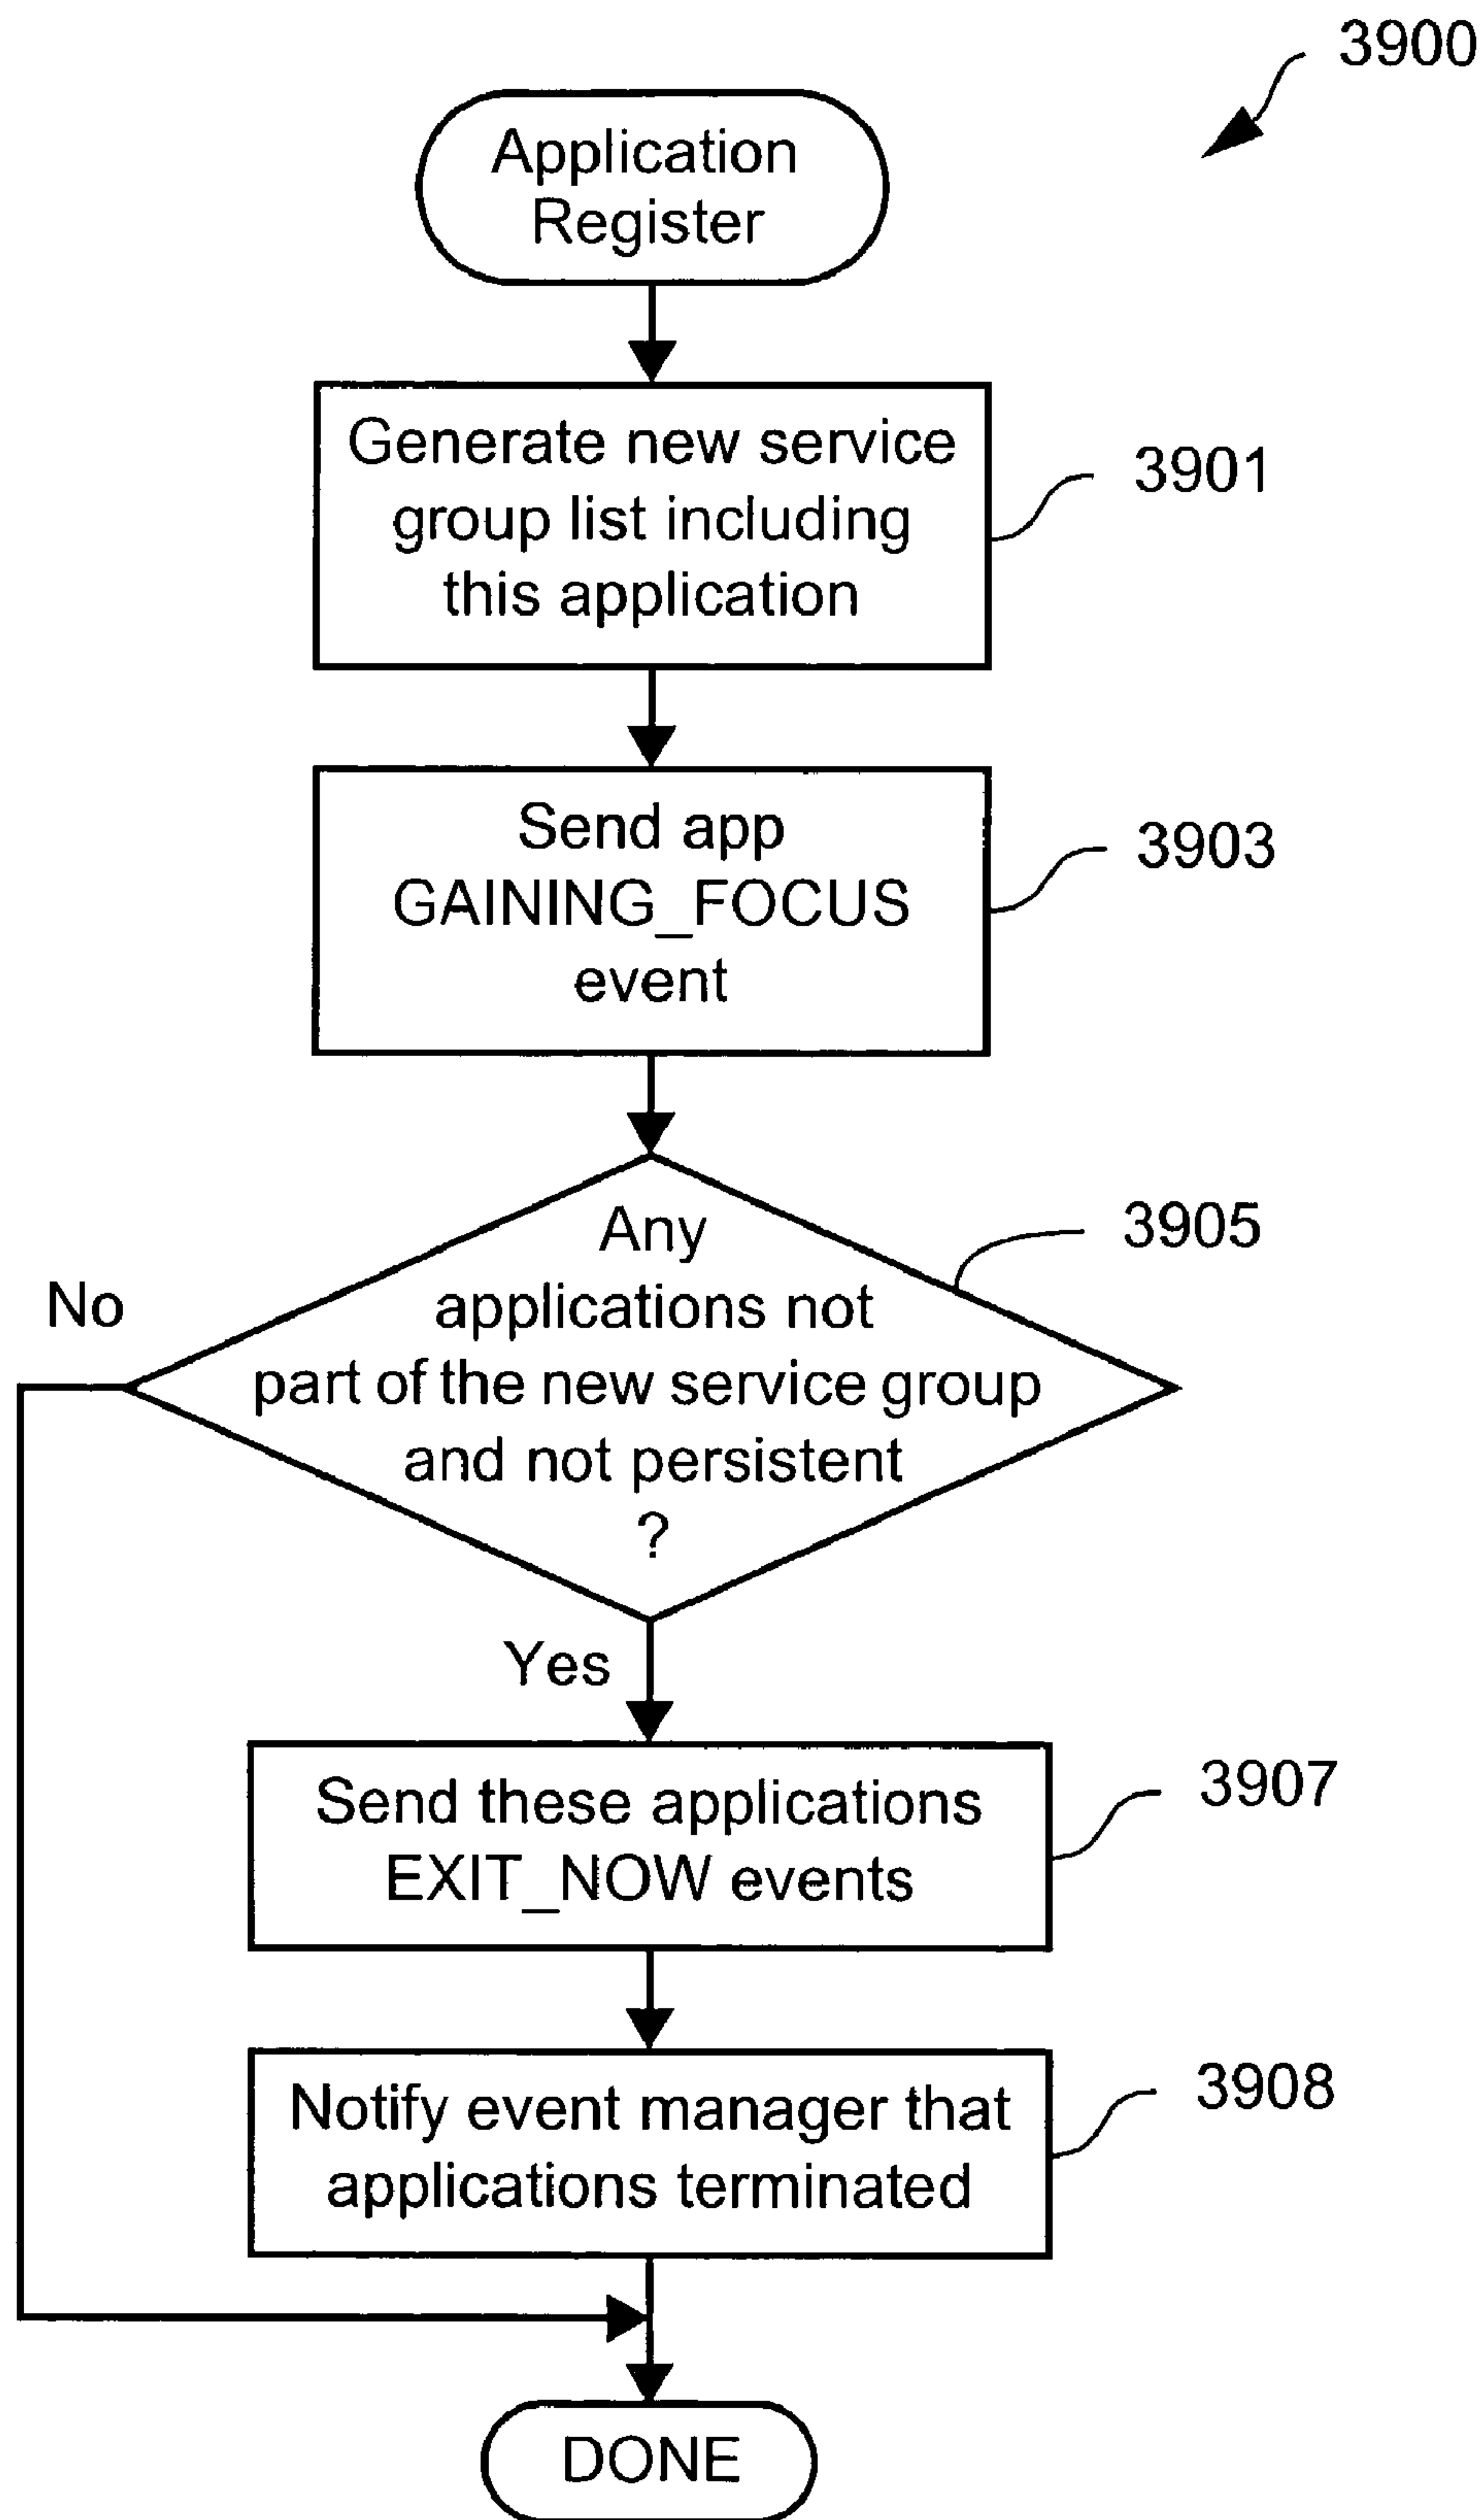 3900
Application
Register
Generate new service
group list including
this application
3901
Send app
GAINING_FOCUS
event
3903
Any
applications not
part of the new service group
and not persistent
?
3905
No
Yes
Send these applications
EXIT_NOW events
3907
Notify event manager that
applications terminated
3908
DONE